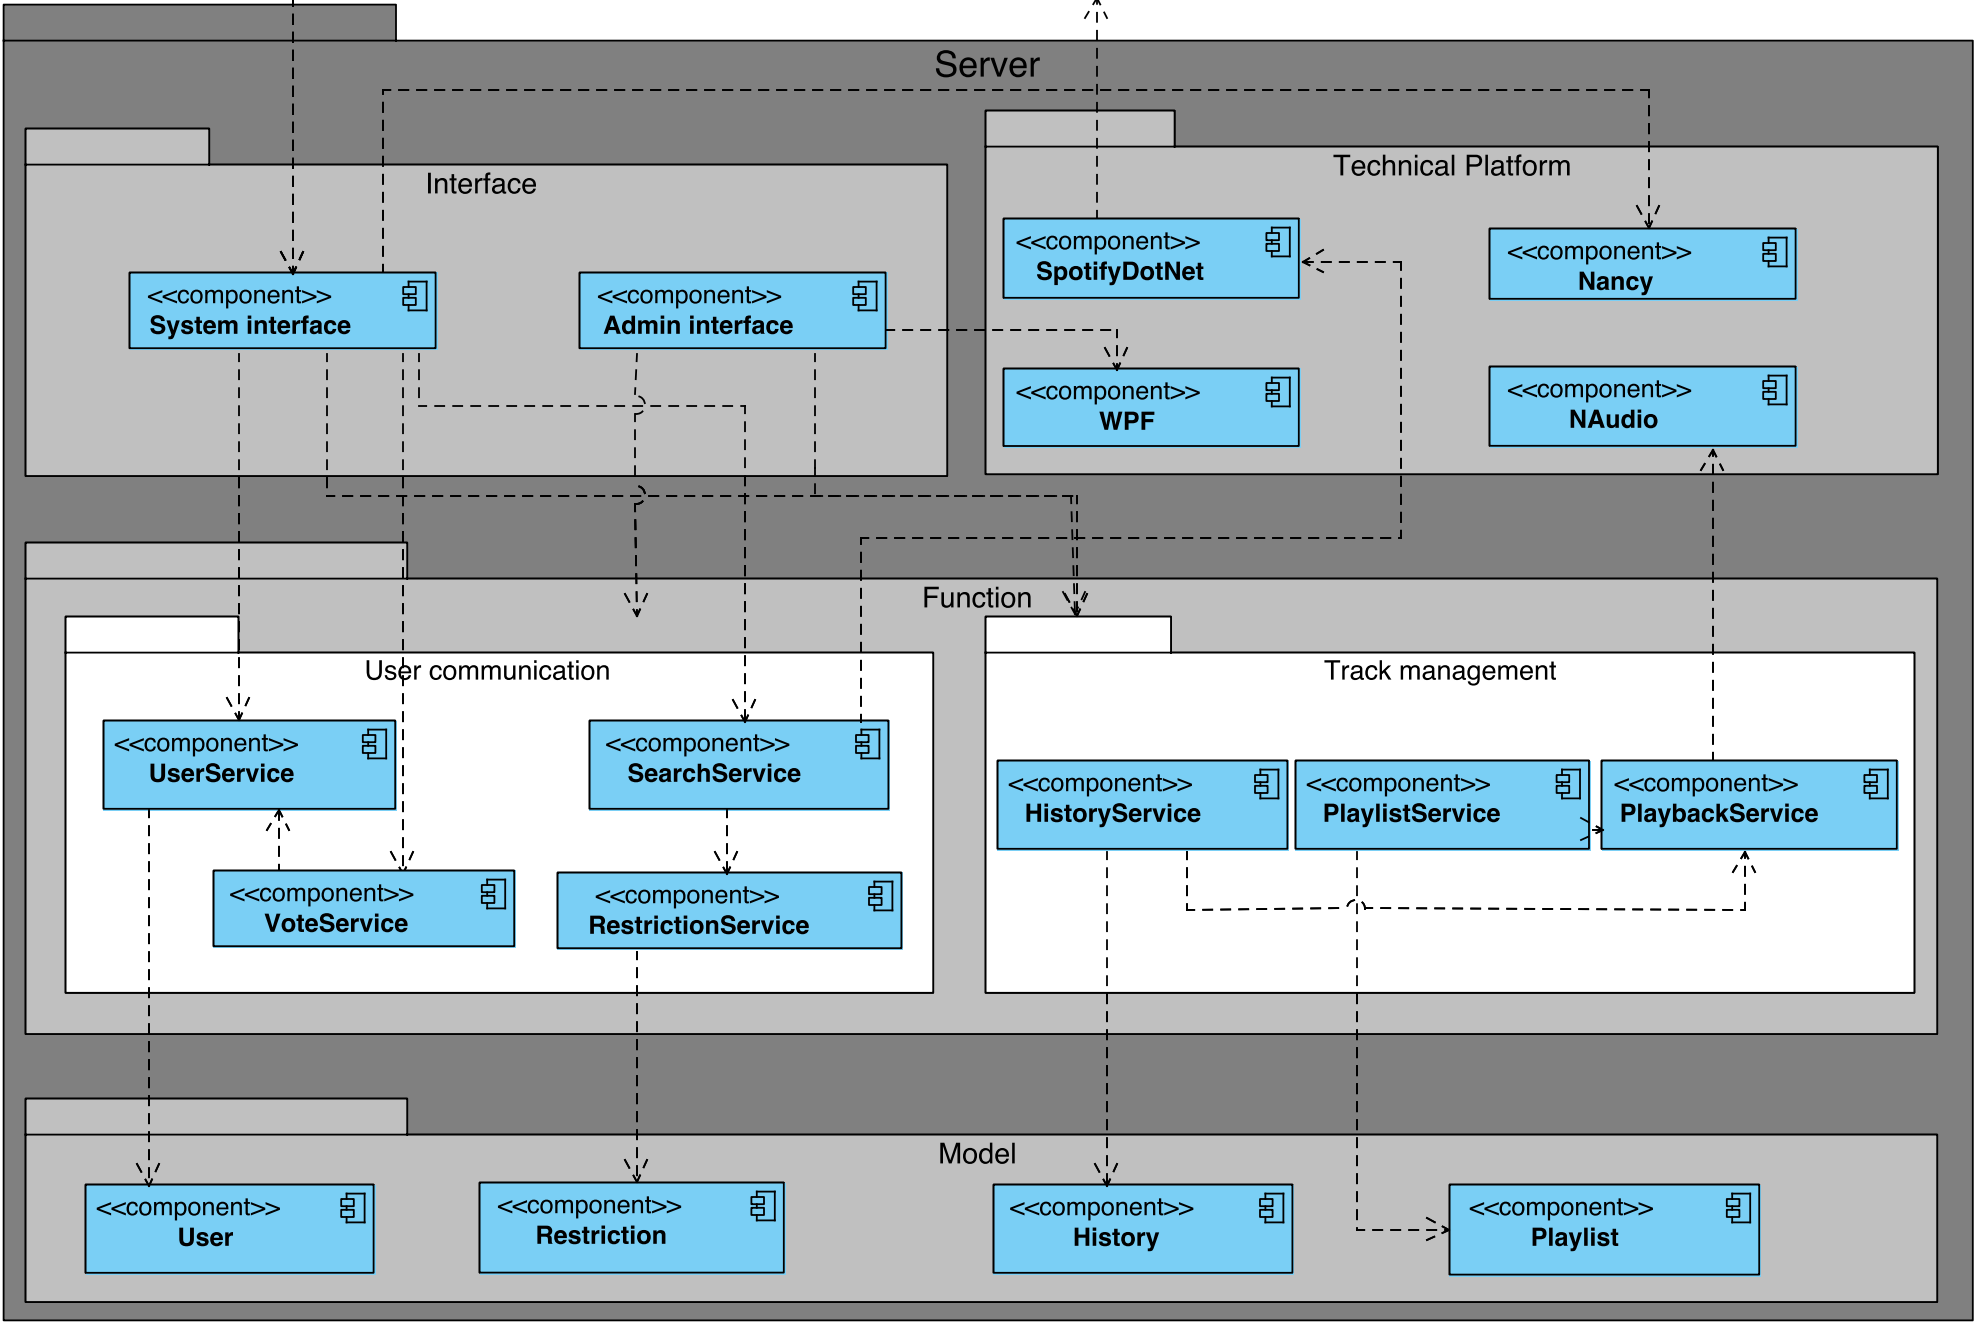 Server
Interface
<<component>>
System interface
<<component>>
Admin interface
Technical Platform
<<component>>
SpotifyDotNet
<<component>>
Nancy
<<component>>
WPF
<<component>>
NAudio
Function
User communication
<<component>>
UserService
<<component>>
SearchService
<<component>>
VoteService
<<component>>
RestrictionService
Track management
<<component>>
HistoryService
<<component>>
PlaylistService
<<component>>
PlaybackService
Model
<<component>>
User
<<component>>
Restriction
<<component>>
History
<<component>>
Playlist